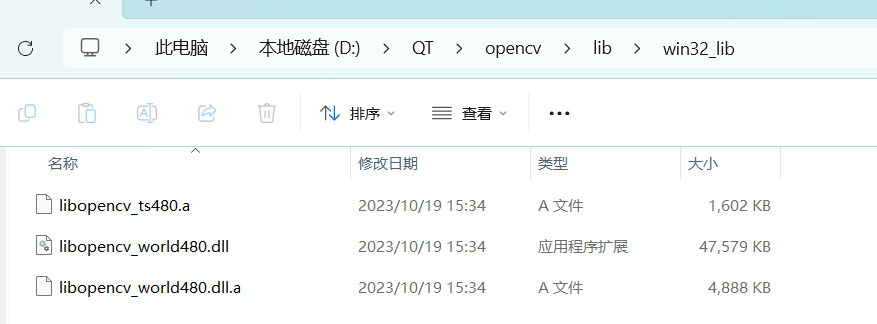 此电脑 > 本地磁盘 (D:) > QT > opencv > lib > win32_lib
排序 查看
名称 修改日期 类型 大小
libopencv_ts480.a 2023/10/19 15:34 A 文件 1,602 KB
libopencv_world480.dll 2023/10/19 15:34 应用程序扩展 47,579 KB
libopencv_world480.dll.a 2023/10/19 15:34 A 文件 4,888 KB